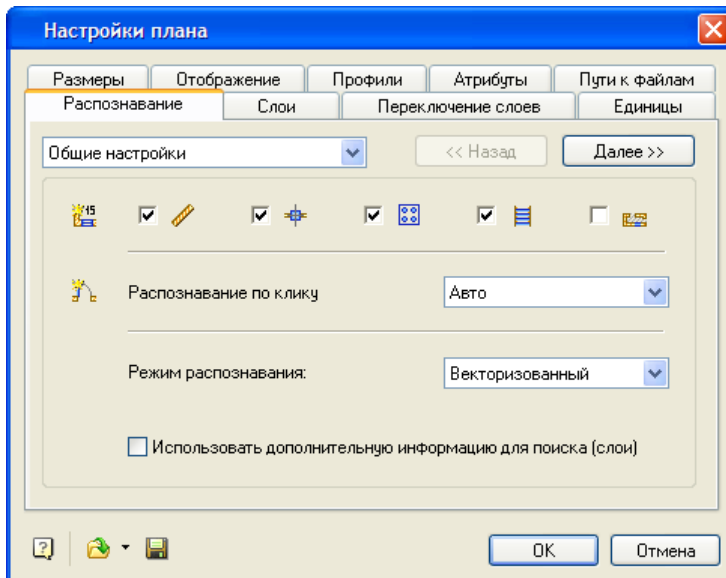 Настройки плана
Размеры Отображение Профили Атрибуты Пути к файлам
Распознавание Слои Переключение слоев Единицы
Общие настройки << Назад Далее >>
15
Распознавание по клику Авто
Режим распознавания: Векторизованный
Использовать дополнительную информацию для поиска (слои)
? OK Отмена